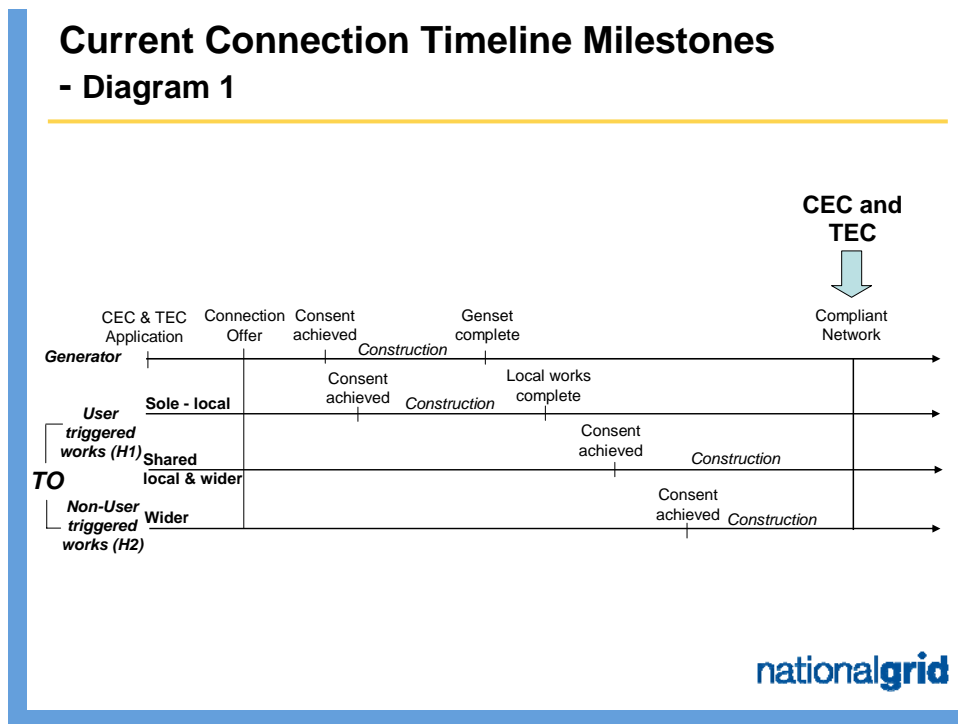 Current Connection Timeline Milestones
- Diagram 1
CEC and
TEC
CEC & TEC
Application
Connection
Offer
Consent
achieved
Genset
complete
Compliant
Network
Generator
Construction
Consent
achieved
Local works
complete
Sole - local
Construction
User
triggered
works (H1)
Consent
achieved
Shared
local & wider
Construction
TO
Consent
achieved
Non-User
triggered
works (H2)
Wider
Construction
nationalgrid